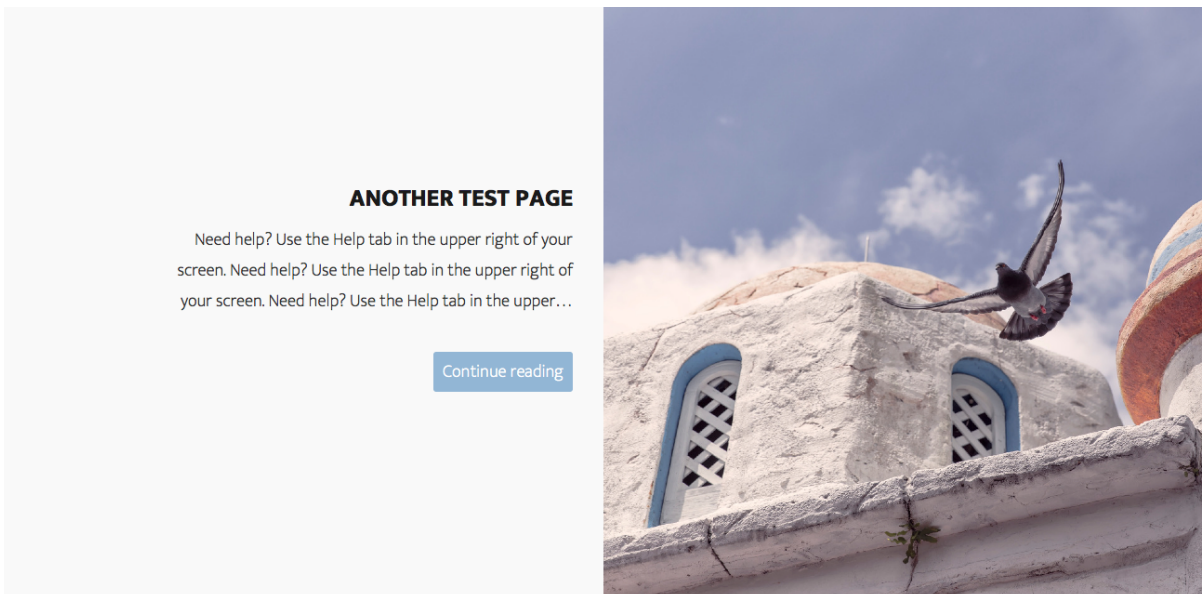 ANOTHER TEST PAGE
Need help? Use the Help tab in the upper right of your
screen. Need help? Use the Help tab in the upper right of
your screen. Need help? Use the Help tab in the upper…
Continue reading